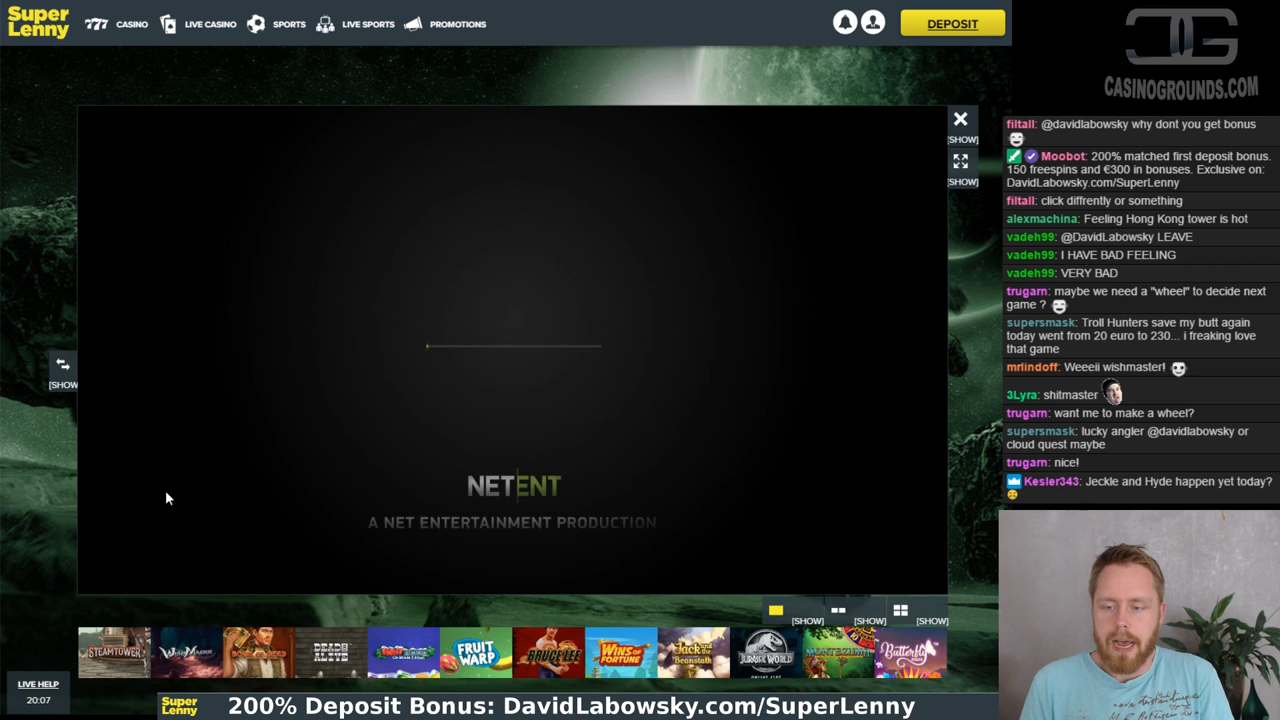 Super Lenny
777 CASINO
LIVE CASINO
SPORTS
LIVE SPORTS
PROMOTIONS
DEPOSIT
CG
CASINOGROUNDS.COM
[SHOW]
[SHOW]
[SHOW]
NETENT
A NET ENTERTAINMENT PRODUCTION
[SHOW]
[SHOW]
[SHOW]
STEAMTOWER
DEAD ALIVE
FRUIT WARP
BRUCE LEE
WINS OF FORTUNE
Jack and the Beanstalk
JURASSIC WORLD
Butterfly
LIVE HELP
20:07
Super Lenny
200% Deposit Bonus: DavidLabowsky.com/SuperLenny
filtall: @davidlabowsky why dont you get bonus
Moobot: 200% matched first deposit bonus.
150 freespins and €300 in bonuses. Exclusive on:
DavidLabowsky.com/SuperLenny
filtall: click diffrently or something
alexmachina: Feeling Hong Kong tower is hot
vadeh99: @DavidLabowsky LEAVE
vadeh99: I HAVE BAD FEELING
vadeh99: VERY BAD
trugarn: maybe we need a "wheel" to decide next
game ?
supersmask: Troll Hunters save my butt again
today went from 20 euro to 230... i freaking love
that game
mrlindoff: Weeeii wishmaster!
3Lyra: shitmaster
trugarn: want me to make a wheel?
supersmask: lucky angler @davidlabowsky or
cloud quest maybe
trugarn: nice!
Kesler343: Jeckle and Hyde happen yet today?